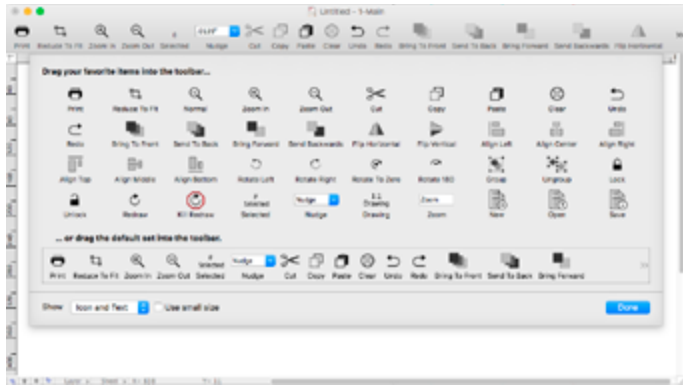 Untitled - 1-Main
Print Reduce To Fit Zoom In Zoom Out Selected Nudge Cut Copy Paste Clear Undo Redo Bring To Front Send To Back Bring Forward Send Backwards Flip Horizontal
Drag your favorite items into the toolbar...
Print Reduce To Fit Normal Zoom In Zoom Out Cut Copy Paste Clear Undo
Redo Bring To Front Send To Back Bring Forward Send Backwards Flip Horizontal Flip Vertical Align Left Align Center Align Right
Align Top Align Middle Align Bottom Rotate Left Rotate Right Rotate To Zero Rotate 180 Group Ungroup Lock
Selected Nudge 1:1 Drawing Zoom
Unlock Redraw Kill Redraw Selected Nudge Drawing Zoom New Open Save
... or drag the default set into the toolbar.
Selected Nudge
Print Reduce To Fit Zoom In Zoom Out Selected Nudge Cut Copy Paste Clear Undo Redo Bring To Front Send To Back Bring Forward
Show Icon and Text Use small size Done